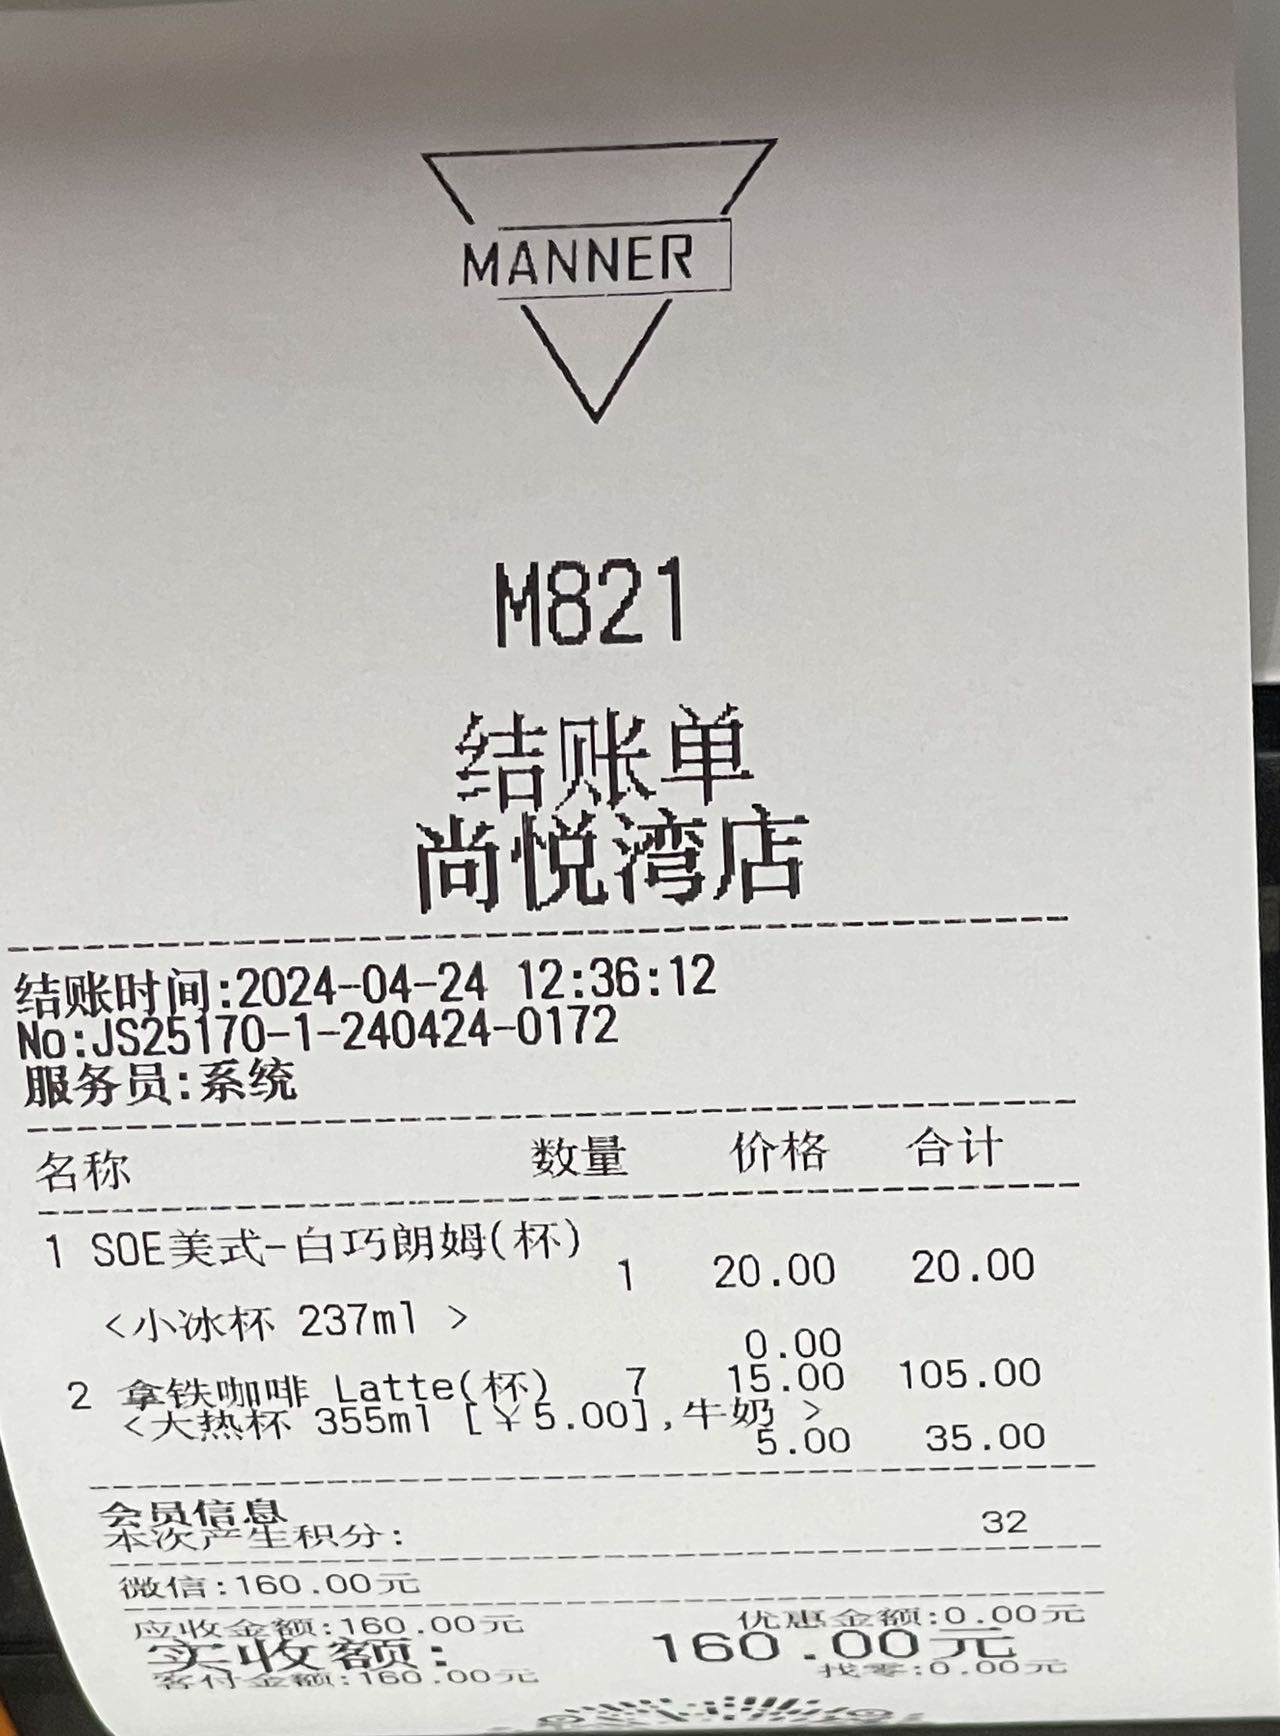 MANNER
M821
结账单
尚悦湾店
结账时间:2024-04-24 12:36:12
No:JS25170-1-240424-0172
服务员:系统
名称 数量 价格 合计
1 SOE美式-白巧朗姆(杯)
1 20.00 20.00
<小冰杯 237ml >
0.00
2 拿铁咖啡 Latte(杯) 7 15.00 105.00
<大热杯 355ml [￥5.00],牛奶 >
5.00 35.00
会员信息
本次产生积分: 32
微信:160.00元
应收金额:160.00元 优惠金额:0.00元
实收额: 160.00元
客付金额:160.00元 找零:0.00元